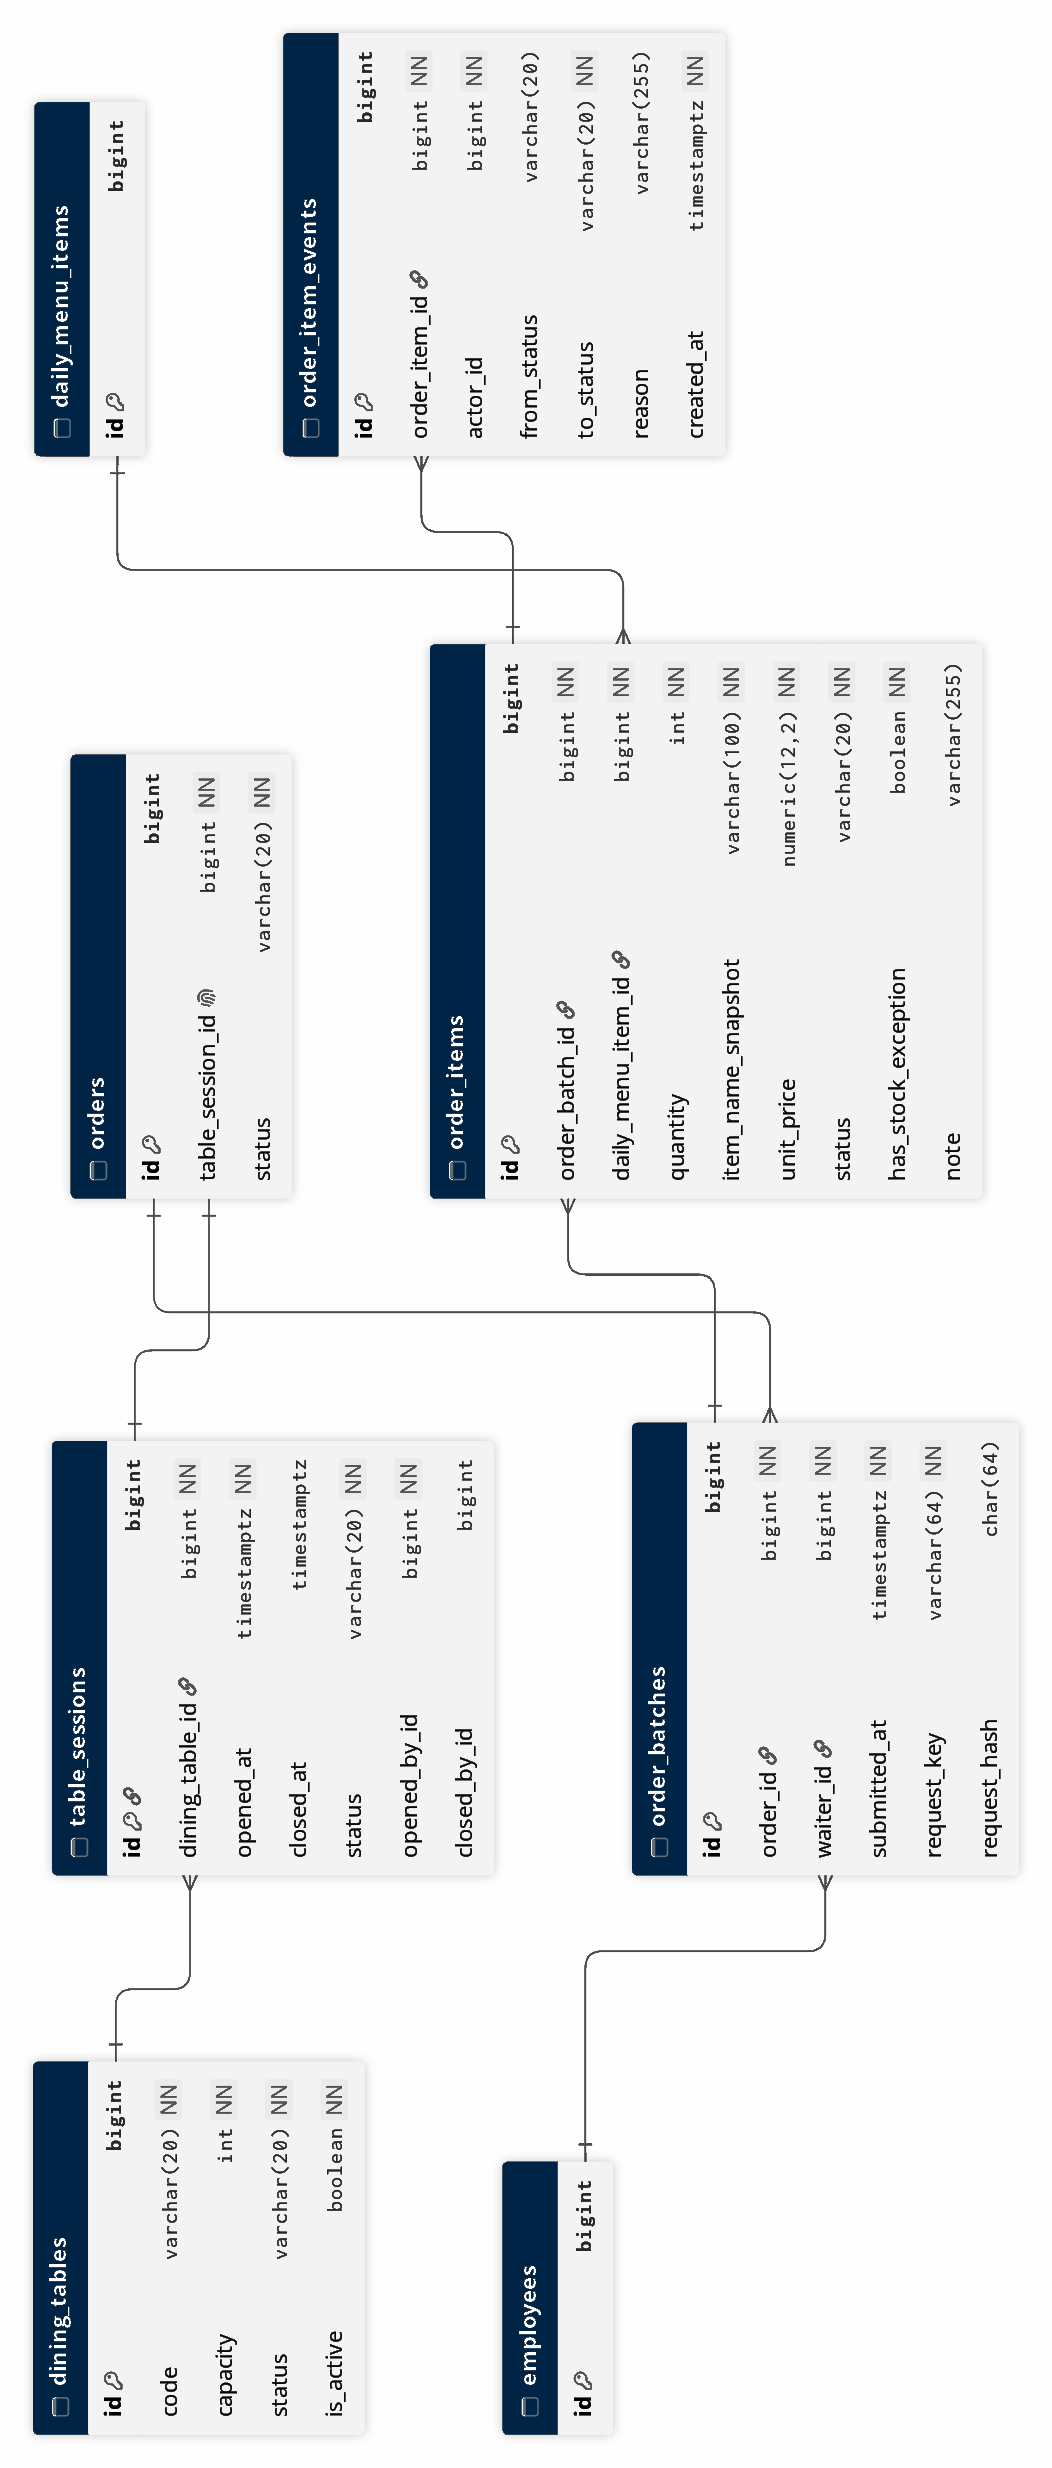 dining_tables
id bigint
code varchar(20) NN
capacity int NN
status varchar(20) NN
is_active boolean NN
employees
id bigint
table_sessions
id bigint
dining_table_id bigint NN
opened_at timestamptz NN
closed_at timestamptz
status varchar(20) NN
opened_by_id bigint NN
closed_by_id bigint
order_batches
id bigint
order_id bigint NN
waiter_id bigint NN
submitted_at timestamptz NN
request_key varchar(64) NN
request_hash char(64)
orders
id bigint
table_session_id bigint NN
status varchar(20) NN
order_items
id bigint
order_batch_id bigint NN
daily_menu_item_id bigint NN
quantity int NN
item_name_snapshot varchar(100) NN
unit_price numeric(12,2) NN
status varchar(20) NN
has_stock_exception boolean NN
note varchar(255)
daily_menu_items
id bigint
order_item_events
id bigint
order_item_id bigint NN
actor_id bigint NN
from_status varchar(20)
to_status varchar(20) NN
reason varchar(255)
created_at timestamptz NN